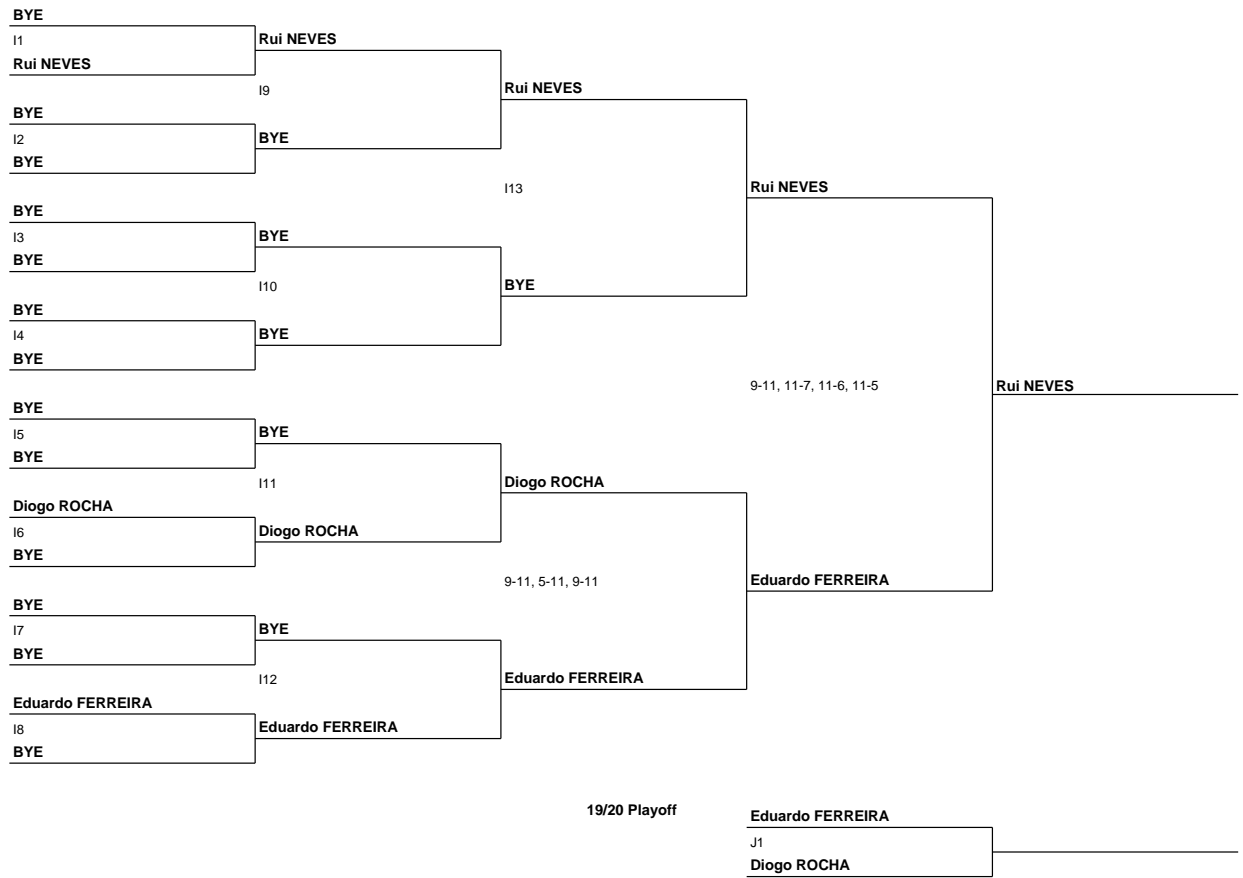 BYE
I1
Rui NEVES
Rui NEVES
I9
Rui NEVES
BYE
I2
BYE
BYE
I13
Rui NEVES
BYE
I3
BYE
BYE
I10
BYE
BYE
I4
BYE
BYE
9-11, 11-7, 11-6, 11-5
Rui NEVES
BYE
I5
BYE
BYE
I11
Diogo ROCHA
Diogo ROCHA
I6
BYE
Diogo ROCHA
9-11, 5-11, 9-11
Eduardo FERREIRA
BYE
I7
BYE
BYE
I12
Eduardo FERREIRA
Eduardo FERREIRA
I8
BYE
Eduardo FERREIRA
19/20 Playoff
Eduardo FERREIRA
J1
Diogo ROCHA